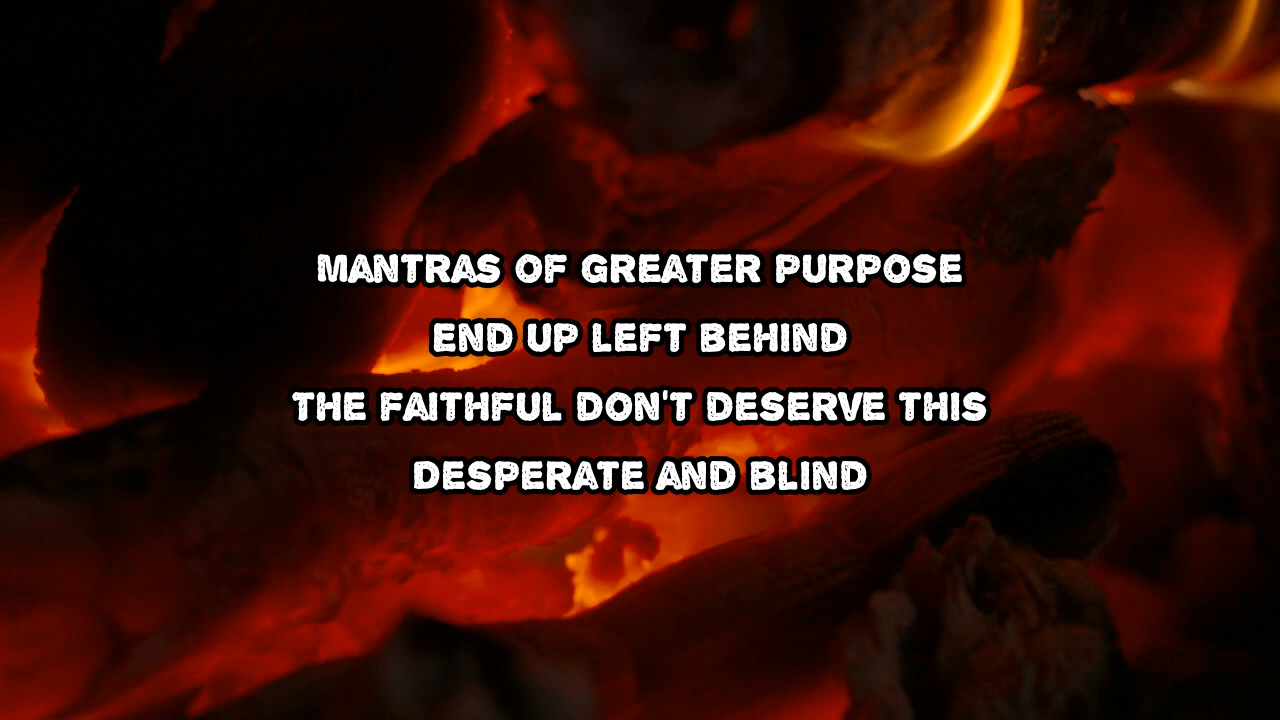 MANTRAS OF GREATER PURPOSE
END UP LEFT BEHIND
THE FAITHFUL DON'T DESERVE THIS
DESPERATE AND BLIND